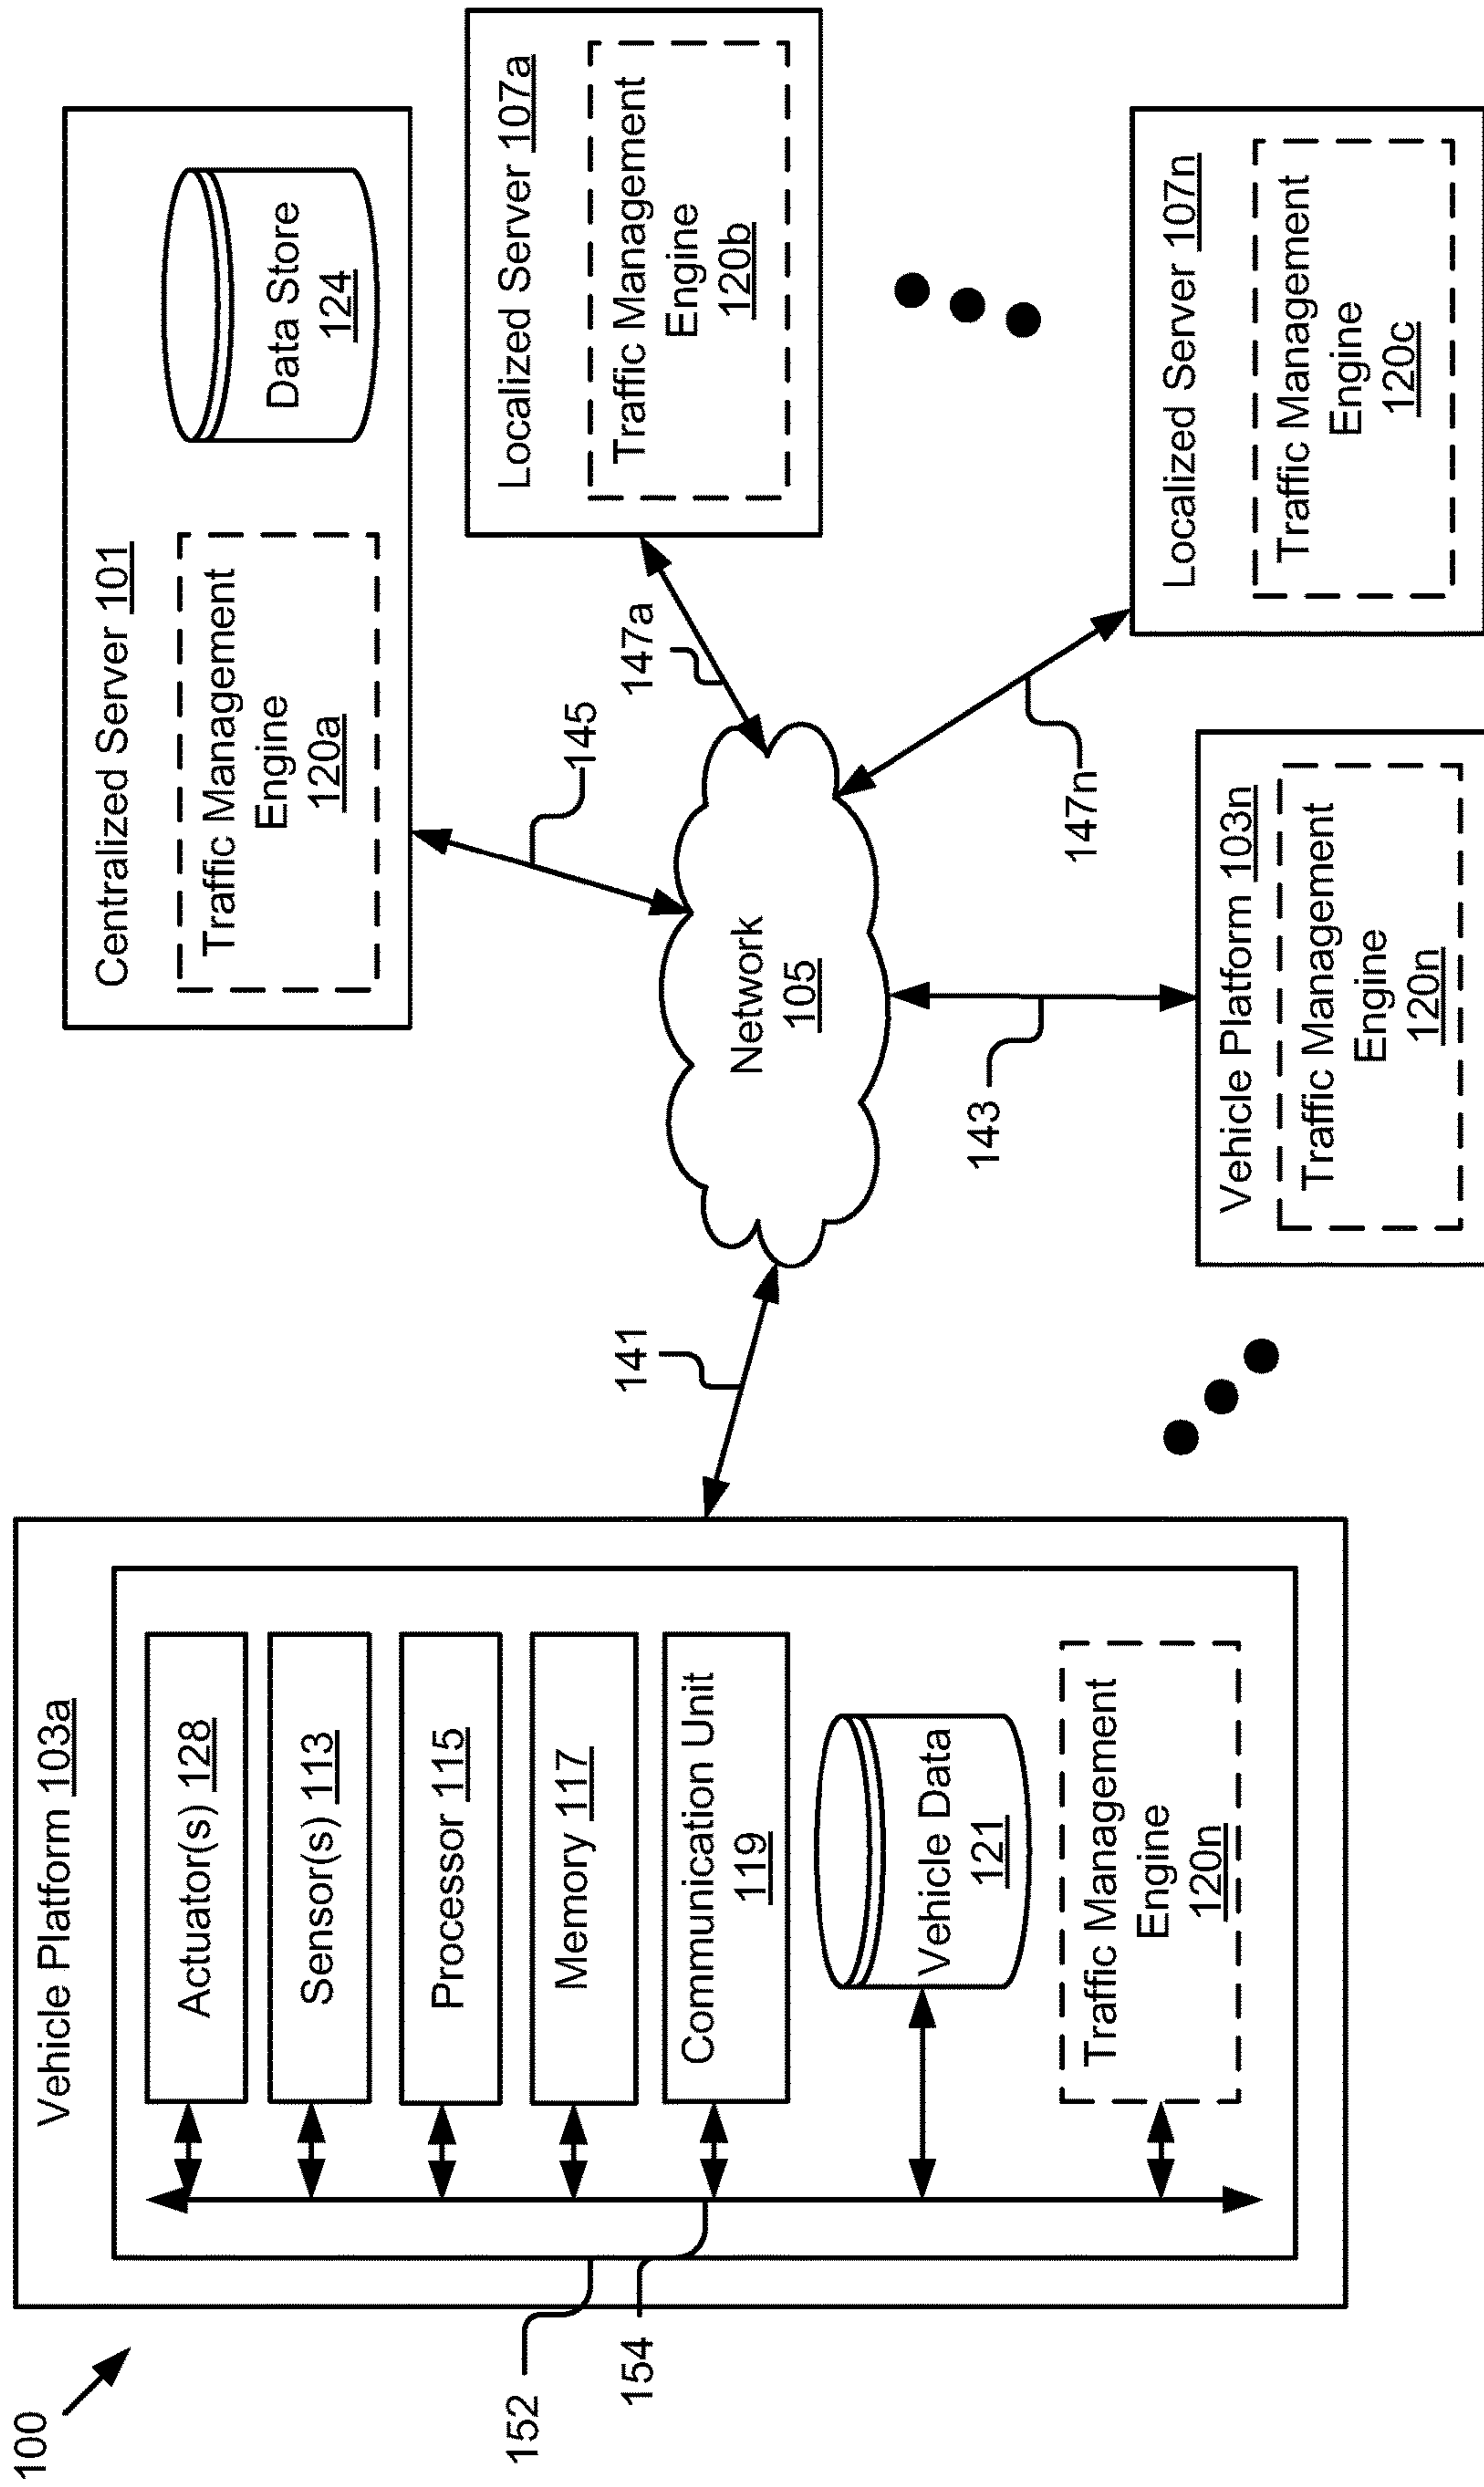 100
Vehicle Platform 103a
Actuator(s) 128
Sensor(s) 113
Processor 115
Memory 117
Communication Unit
119
Vehicle Data
121
Traffic Management
Engine
120n
152
154
141
Network
105
145
Centralized Server 101
Traffic Management
Engine
120a
Data Store
124
147a
Localized Server 107a
Traffic Management
Engine
120b
147n
Localized Server 107n
Traffic Management
Engine
120c
143
Vehicle Platform 103n
Traffic Management
Engine
120n